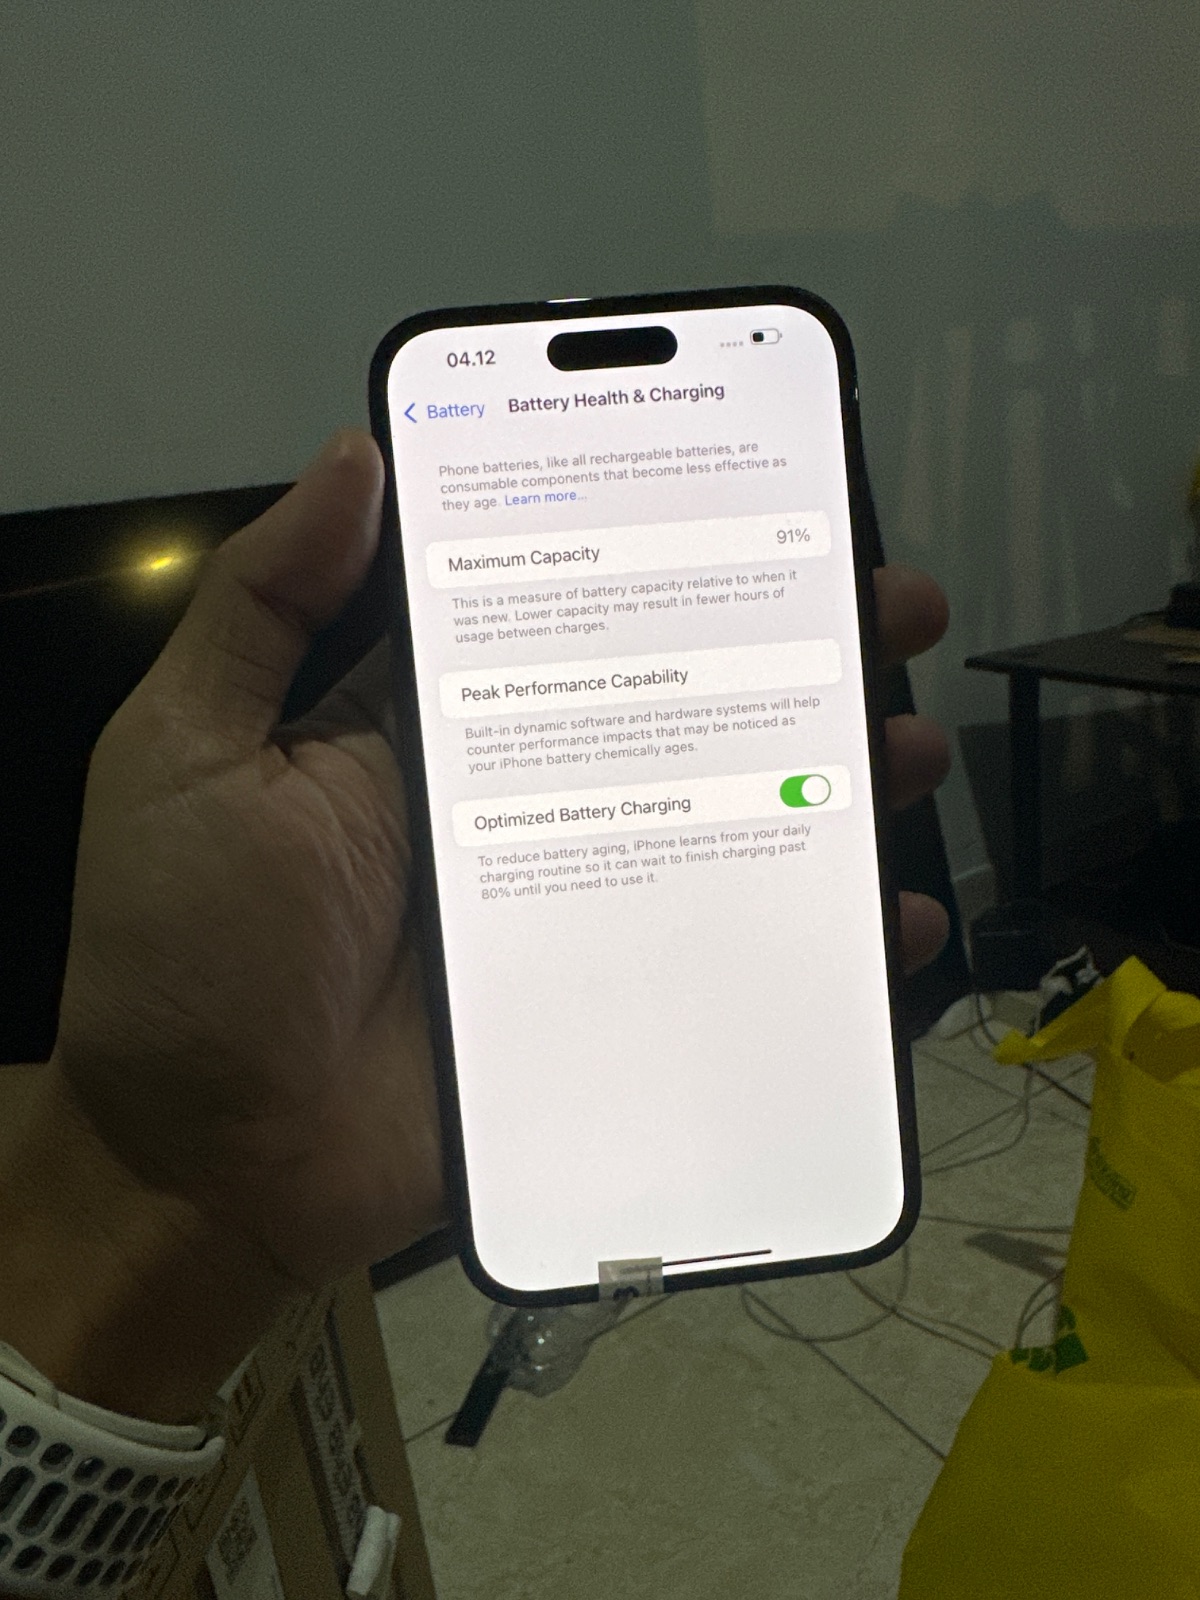 04.12
Battery
Battery Health & Charging
Phone batteries, like all rechargeable batteries, are
consumable components that become less effective as
they age. Learn more...
Maximum Capacity
91%
This is a measure of battery capacity relative to when it
was new. Lower capacity may result in fewer hours of
usage between charges.
Peak Performance Capability
Built-in dynamic software and hardware systems will help
counter performance impacts that may be noticed as
your iPhone battery chemically ages.
Optimized Battery Charging
To reduce battery aging, iPhone learns from your daily
charging routine so it can wait to finish charging past
80% until you need to use it.